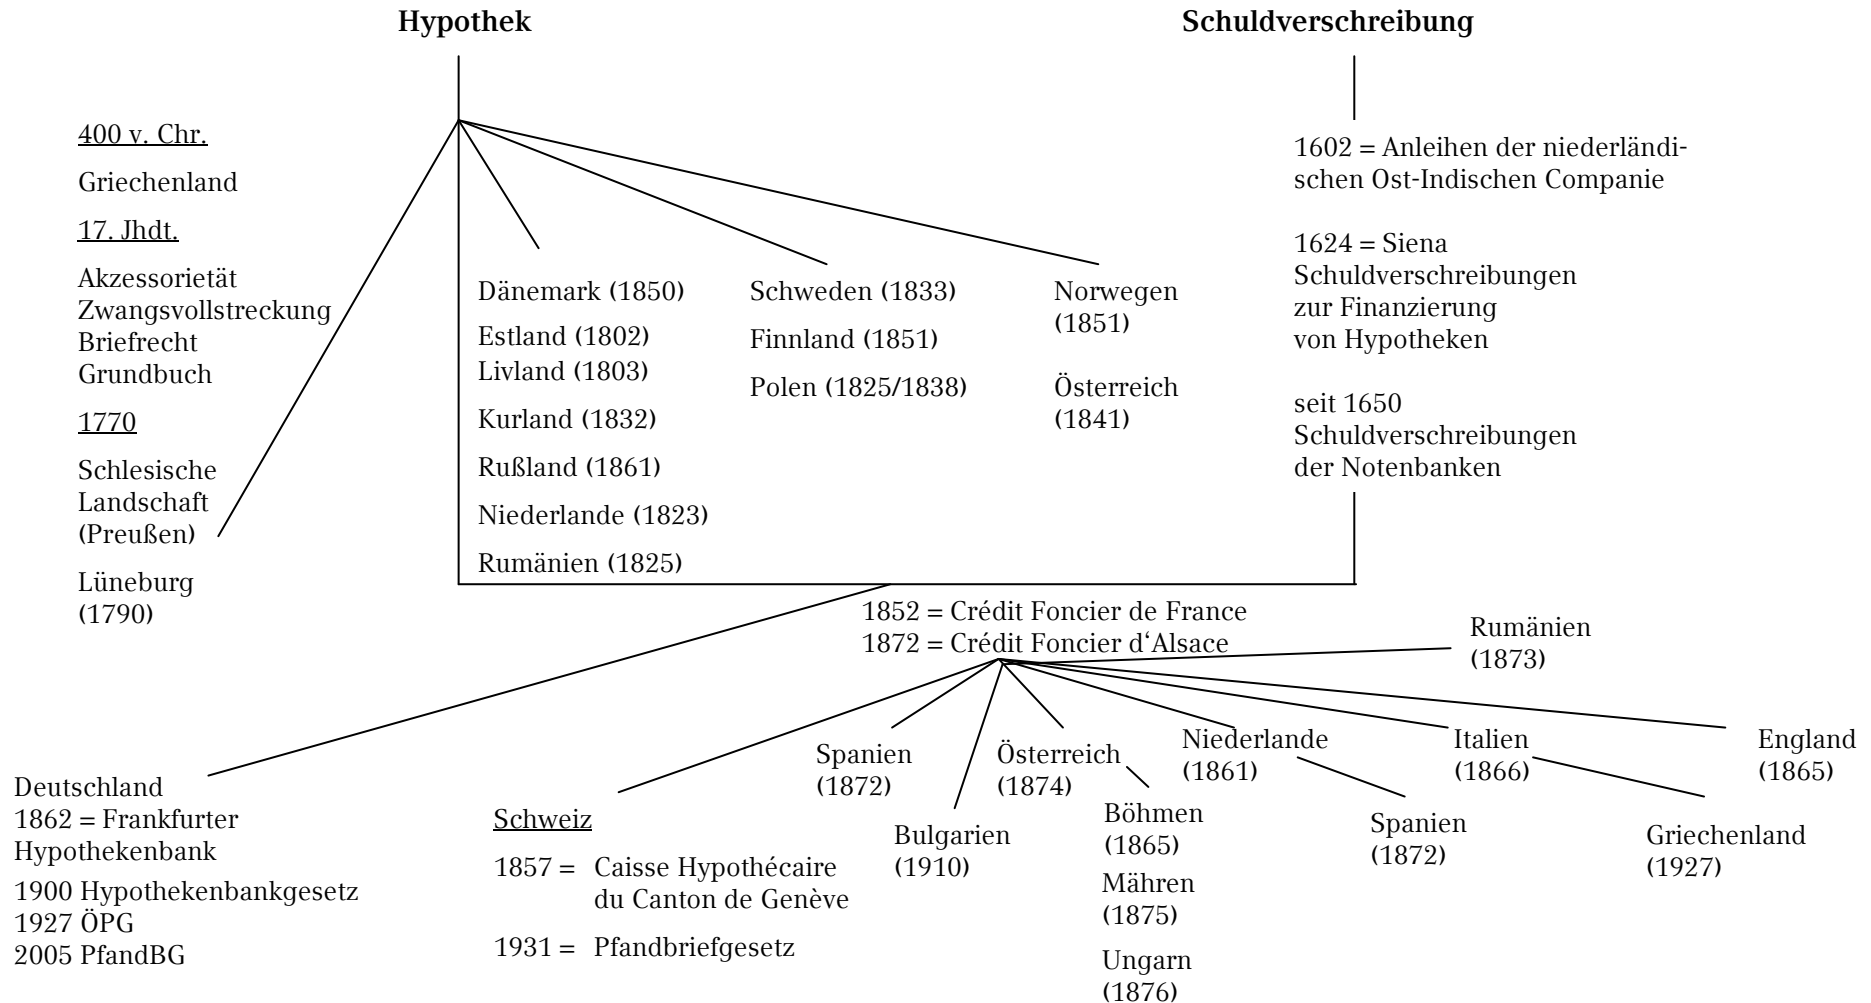 Hypothek
Schuldverschreibung
400 v. Chr.
Griechenland
17. Jhdt.
Akzessorietät
Zwangsvollstreckung
Briefrecht
Grundbuch
1770
Schlesische
Landschaft
(Preußen)
Lüneburg
(1790)
Dänemark (1850)
Estland (1802)
Livland (1803)
Kurland (1832)
Rußland (1861)
Niederlande (1823)
Rumänien (1825)
Schweden (1833)
Finnland (1851)
Polen (1825/1838)
Norwegen
(1851)
Österreich
(1841)
1602 = Anleihen der niederländi-
schen Ost-Indischen Companie
1624 = Siena
Schuldverschreibungen
zur Finanzierung
von Hypotheken
seit 1650
Schuldverschreibungen
der Notenbanken
1852 = Crédit Foncier de France
1872 = Crédit Foncier d‘Alsace
Rumänien
(1873)
Deutschland
1862 = Frankfurter
Hypothekenbank
1900 Hypothekenbankgesetz
1927 ÖPG
2005 PfandBG
Schweiz
1857 = Caisse Hypothécaire
du Canton de Genève
1931 = Pfandbriefgesetz
Spanien
(1872)
Bulgarien
(1910)
Österreich
(1874)
Böhmen
(1865)
Mähren
(1875)
Ungarn
(1876)
Niederlande
(1861)
Spanien
(1872)
Italien
(1866)
Griechenland
(1927)
England
(1865)